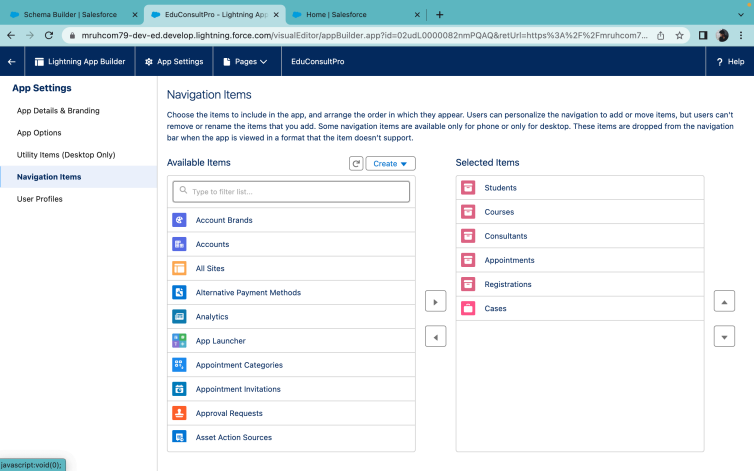 Schema Builder | Salesforce
EduConsultPro - Lightning App
Home | Salesforce
mruhcom79-dev-ed.develop.lightning.force.com/visualEditor/appBuilder.app?id=02udL0000082nmPQAQ&retUrl=https%3A%2F%2Fmruhcom7...
Lightning App Builder
App Settings
Pages
EduConsultPro
? Help
App Settings
App Details & Branding
App Options
Utility Items (Desktop Only)
Navigation Items
User Profiles
Navigation Items
Choose the items to include in the app, and arrange the order in which they appear. Users can personalize the navigation to add or move items, but users can't
remove or rename the items that you add. Some navigation items are available only for phone or only for desktop. These items are dropped from the navigation
bar when the app is viewed in a format that the item doesn't support.
Available Items
Create
Type to filter list...
Account Brands
Accounts
All Sites
Alternative Payment Methods
Analytics
App Launcher
Appointment Categories
Appointment Invitations
Approval Requests
Asset Action Sources
Selected Items
Students
Courses
Consultants
Appointments
Registrations
Cases
javascript:void(0);